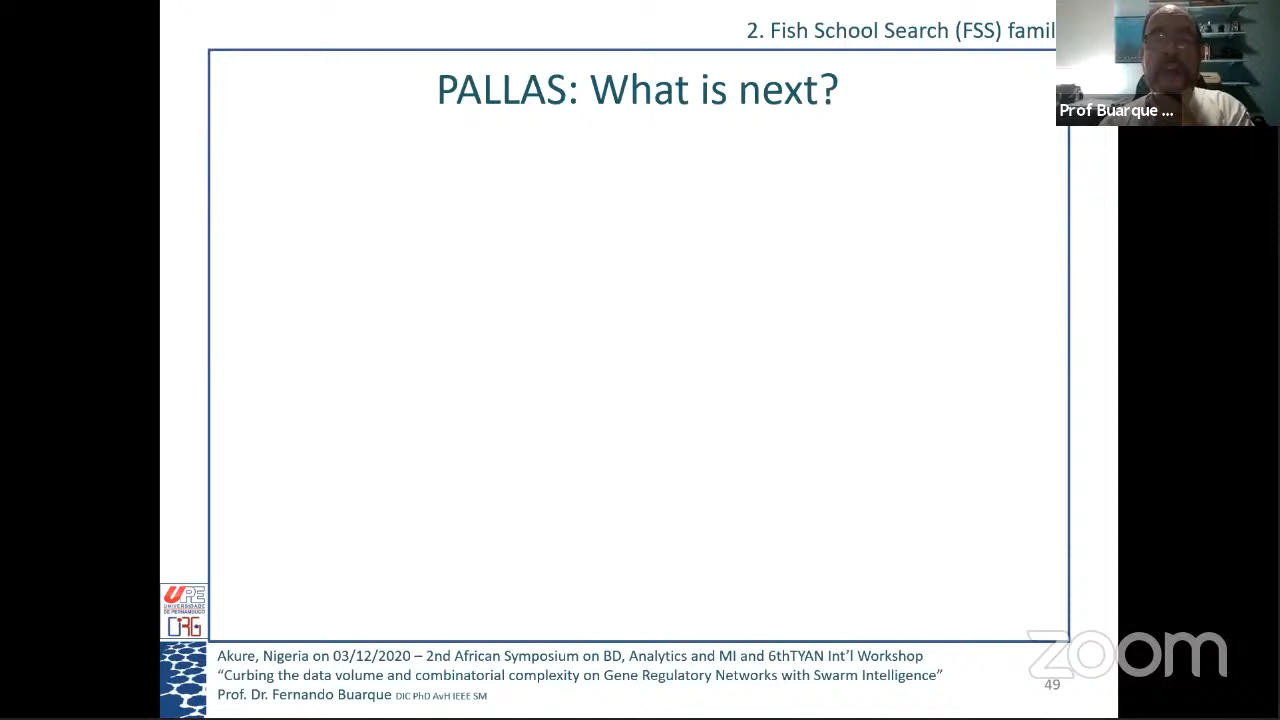 2. Fish School Search (FSS) famil
PALLAS: What is next?
Prof Buarque ...
UPE
UNIVERSIDADE
DE PERNAMBUCO
CIRG
Akure, Nigeria on 03/12/2020 – 2nd African Symposium on BD, Analytics and MI and 6thTYAN Int’l Workshop
“Curbing the data volume and combinatorial complexity on Gene Regulatory Networks with Swarm Intelligence”
Prof. Dr. Fernando Buarque DIC PhD AvH IEEE SM
49
zoom